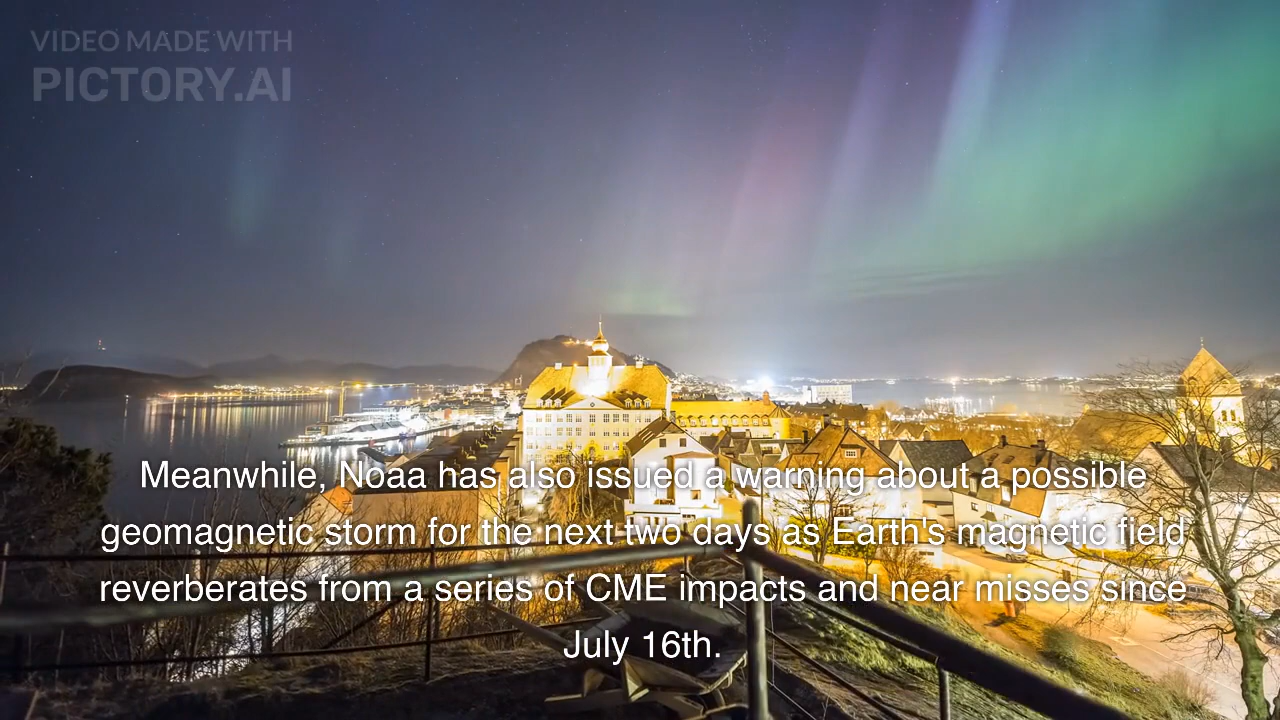 VIDEO MADE WITH
PICTORY.AI
Meanwhile, Noaa has also issued a warning about a possible
geomagnetic storm for the next two days as Earth's magnetic field
reverberates from a series of CME impacts and near misses since
July 16th.